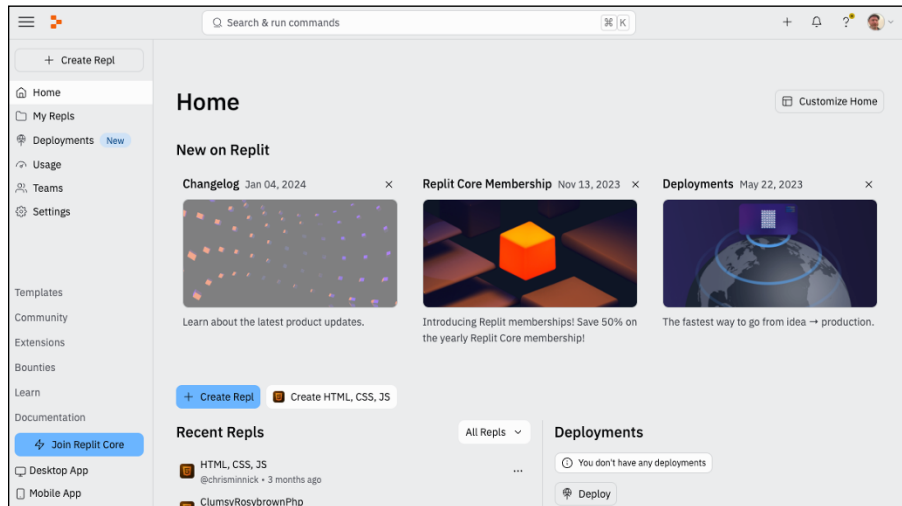 Search & run commands
⌘ K
?
+ Create Repl
Home
My Repls
Deployments New
Usage
Teams
Settings
Templates
Community
Extensions
Bounties
Learn
Documentation
Join Replit Core
Desktop App
Mobile App
Home
Customize Home
New on Replit
Changelog Jan 04, 2024
Learn about the latest product updates.
Replit Core Membership Nov 13, 2023
Introducing Replit memberships! Save 50% on
the yearly Replit Core membership!
Deployments May 22, 2023
The fastest way to go from idea → production.
+ Create Repl
Create HTML, CSS, JS
Recent Repls
All Repls
HTML, CSS, JS
@chrisminnick • 3 months ago
ClumsyRosybrownPhp
Deployments
You don't have any deployments
Deploy